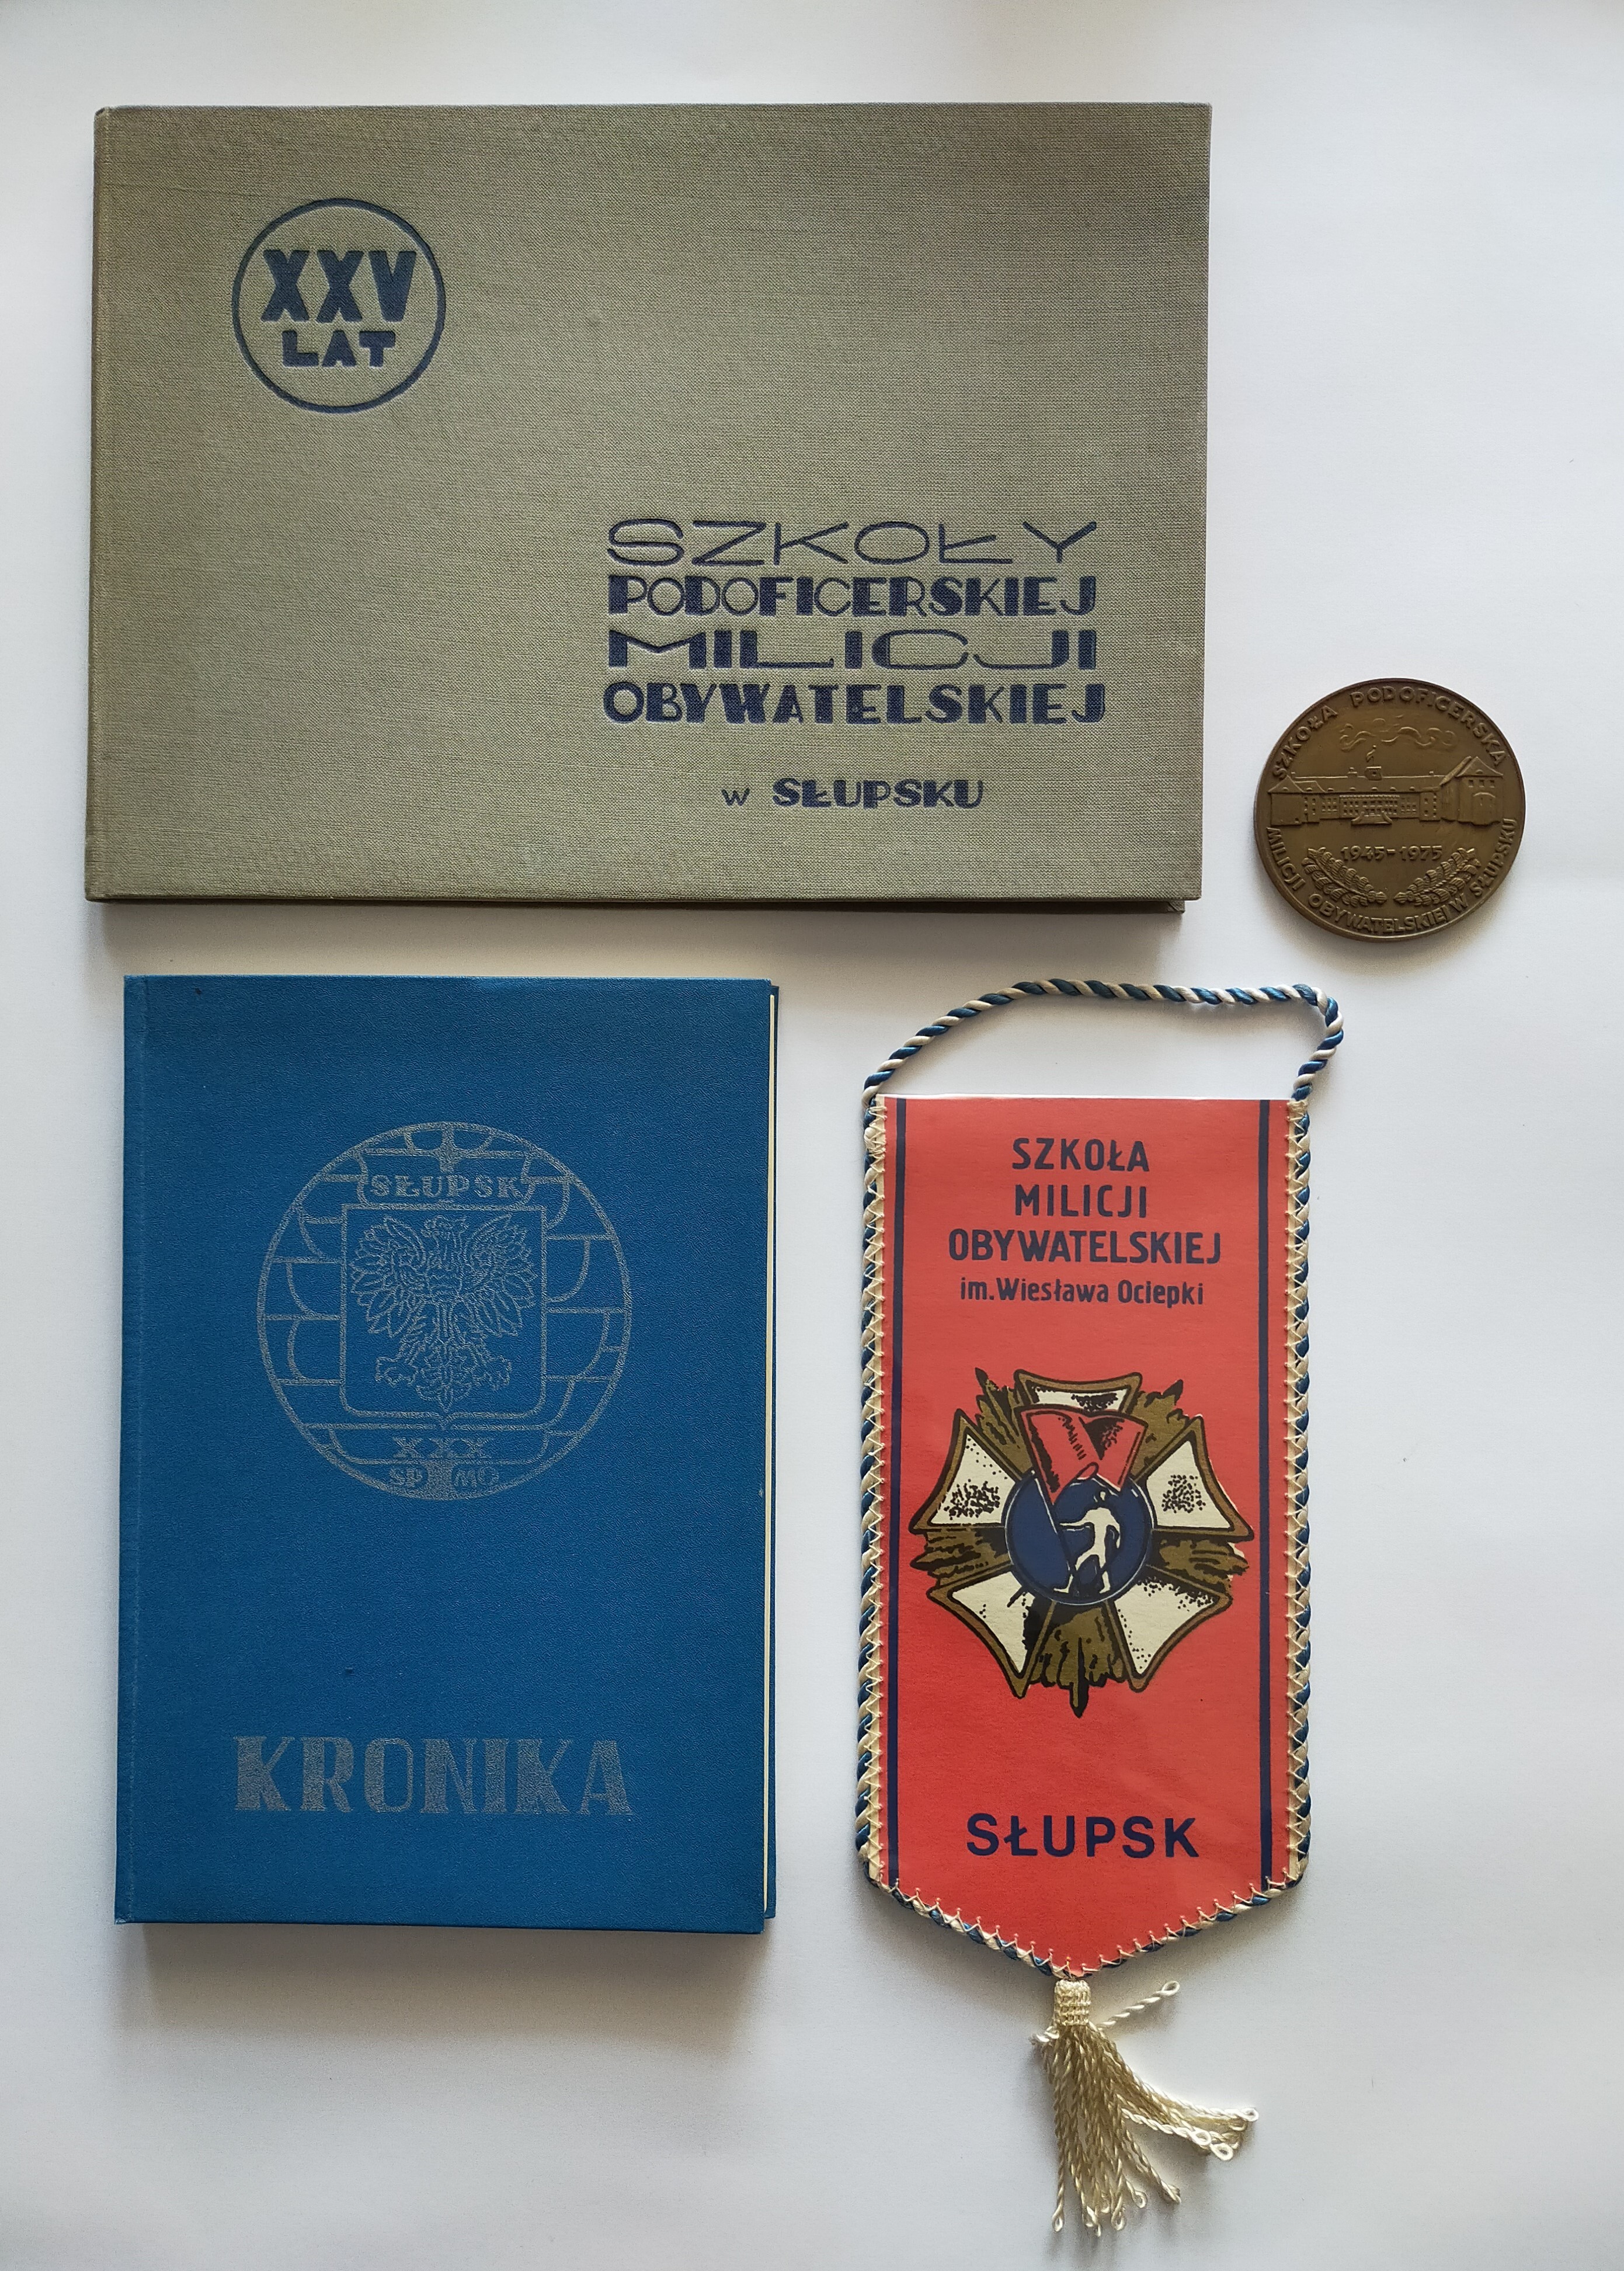 XXV
LAT
SZKOŁY
PODOFICERSKIEJ
MILICJI
OBYWATELSKIEJ
w SŁUPSKU
SZKOŁA PODOFICERSKA
1945-1975
MILICJI OBYWATELSKIEJ W SŁUPSKU
SŁUPSK
XXX
SP MO
KRONIKA
SZKOŁA
MILICJI
OBYWATELSKIEJ
im. Wiesława Ociepki
SŁUPSK